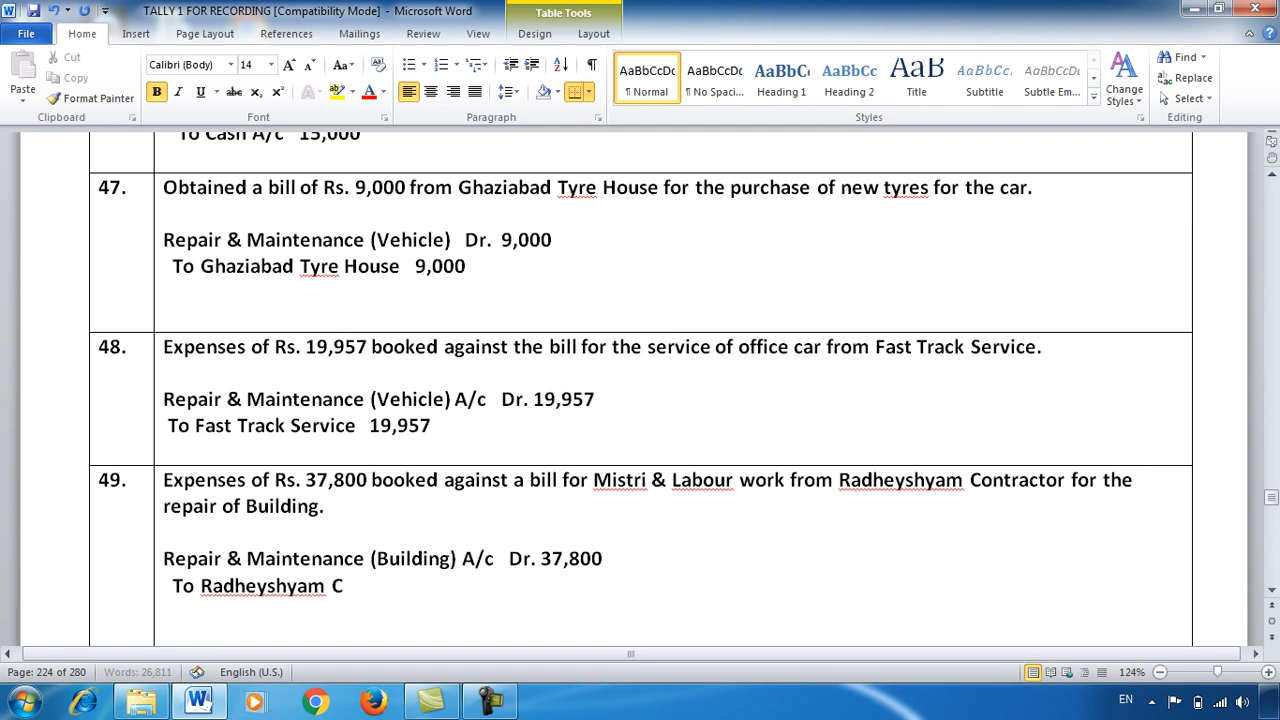 TALLY 1 FOR RECORDING [Compatibility Mode] - Microsoft Word
Table Tools
File Home Insert Page Layout References Mailings Review View Design Layout
Cut
Copy
Format Painter
Paste
Clipboard
Calibri (Body) 14
Font
Paragraph
AaBbCcDc AaBbCcDc AaBbCc AaBbCc AaB AaBbCc. AaBbCcDc
¶ Normal ¶ No Spaci... Heading 1 Heading 2 Title Subtitle Subtle Em...
Styles
Change Styles
Find
Replace
Select
Editing
To Cash A/c 15,000
47. Obtained a bill of Rs. 9,000 from Ghaziabad Tyre House for the purchase of new tyres for the car.
Repair & Maintenance (Vehicle) Dr. 9,000
To Ghaziabad Tyre House 9,000
48. Expenses of Rs. 19,957 booked against the bill for the service of office car from Fast Track Service.
Repair & Maintenance (Vehicle) A/c Dr. 19,957
To Fast Track Service 19,957
49. Expenses of Rs. 37,800 booked against a bill for Mistri & Labour work from Radheyshyam Contractor for the
repair of Building.
Repair & Maintenance (Building) A/c Dr. 37,800
To Radheyshyam C
Page: 224 of 280 Words: 26,811 English (U.S.) 124%
EN